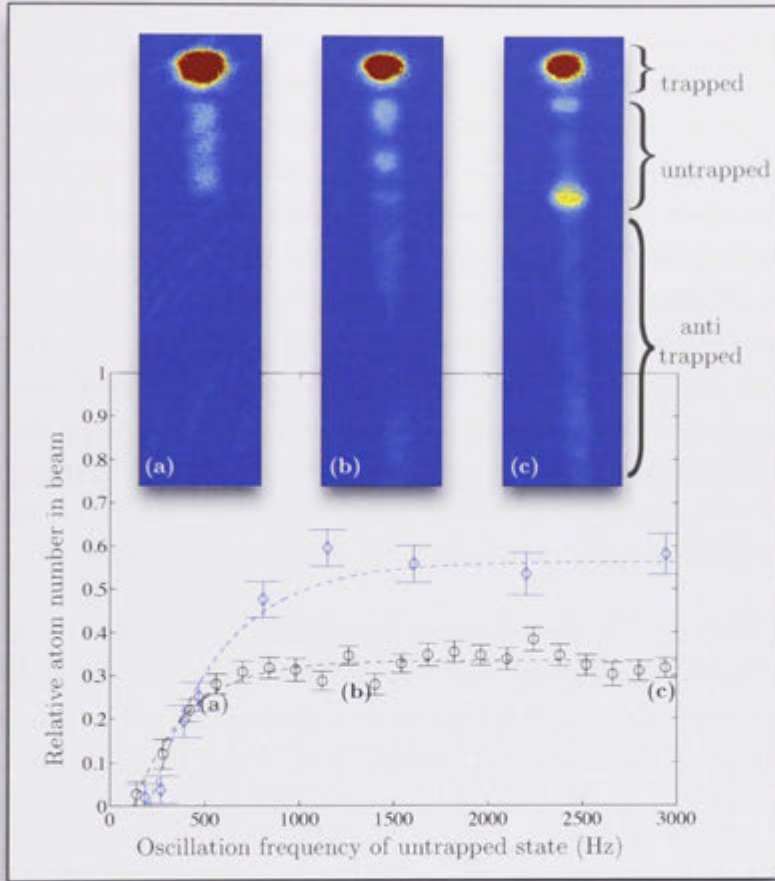 trapped
untrapped
anti
trapped
(a)
(b)
(c)
1
0.9
0.8
0.7
0.6
0.5
0.4
0.3
0.2
0.1
0
Relative atom number in beam
(a)
(b)
(c)
0
500
1000
1500
2000
2500
3000
Oscillation frequency of untrapped state (Hz)